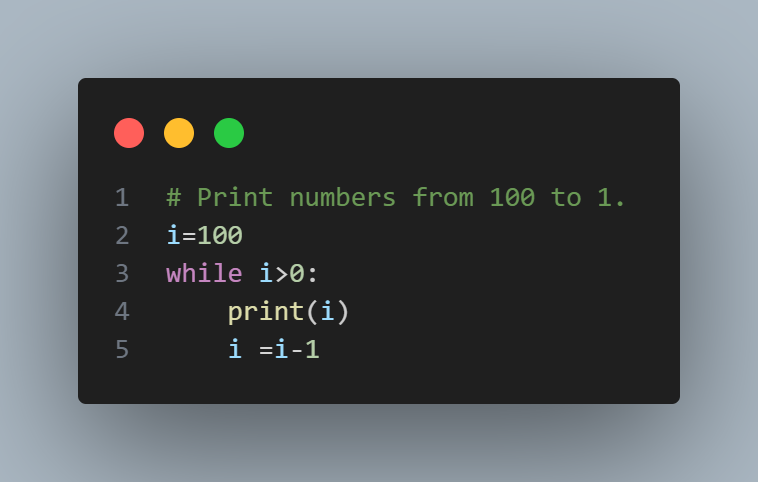 1 # Print numbers from 100 to 1.
2 i=100
3 while i>0:
4     print(i)
5     i =i-1